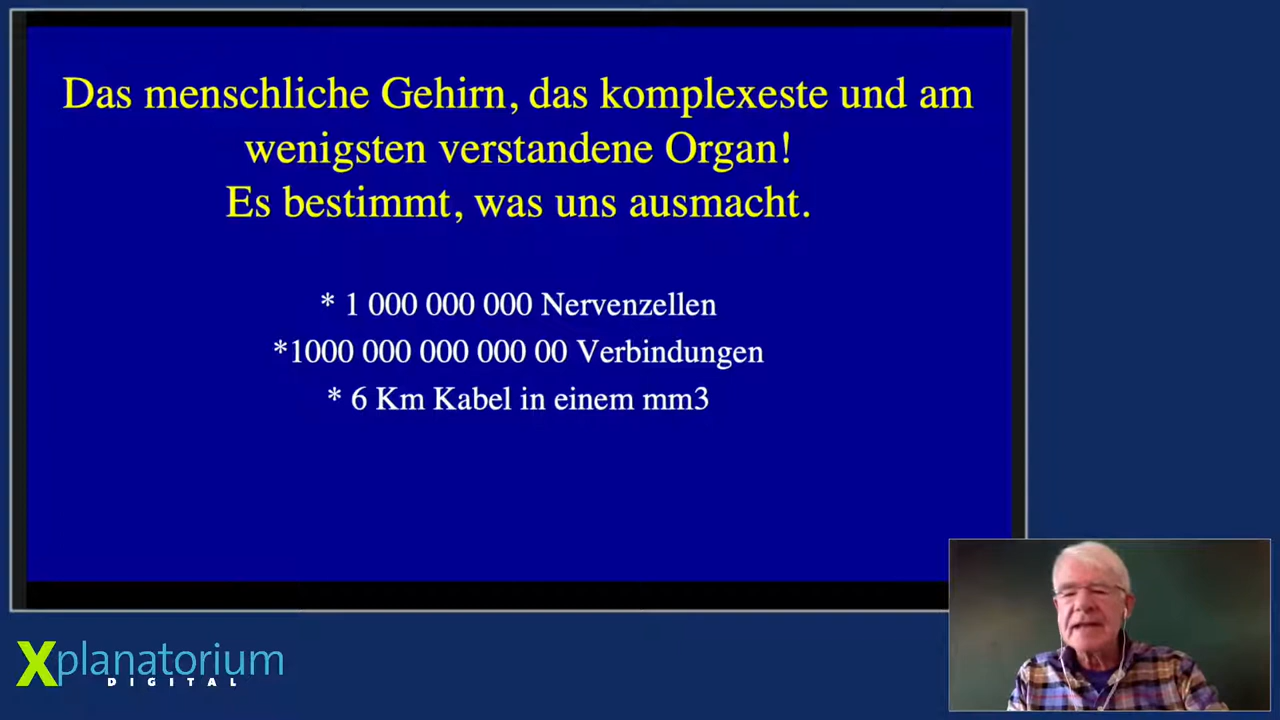 Das menschliche Gehirn, das komplexeste und am
wenigsten verstandene Organ!
Es bestimmt, was uns ausmacht.
* 1 000 000 000 Nervenzellen
*1000 000 000 000 00 Verbindungen
* 6 Km Kabel in einem mm3
Xplanatorium
DIGITAL